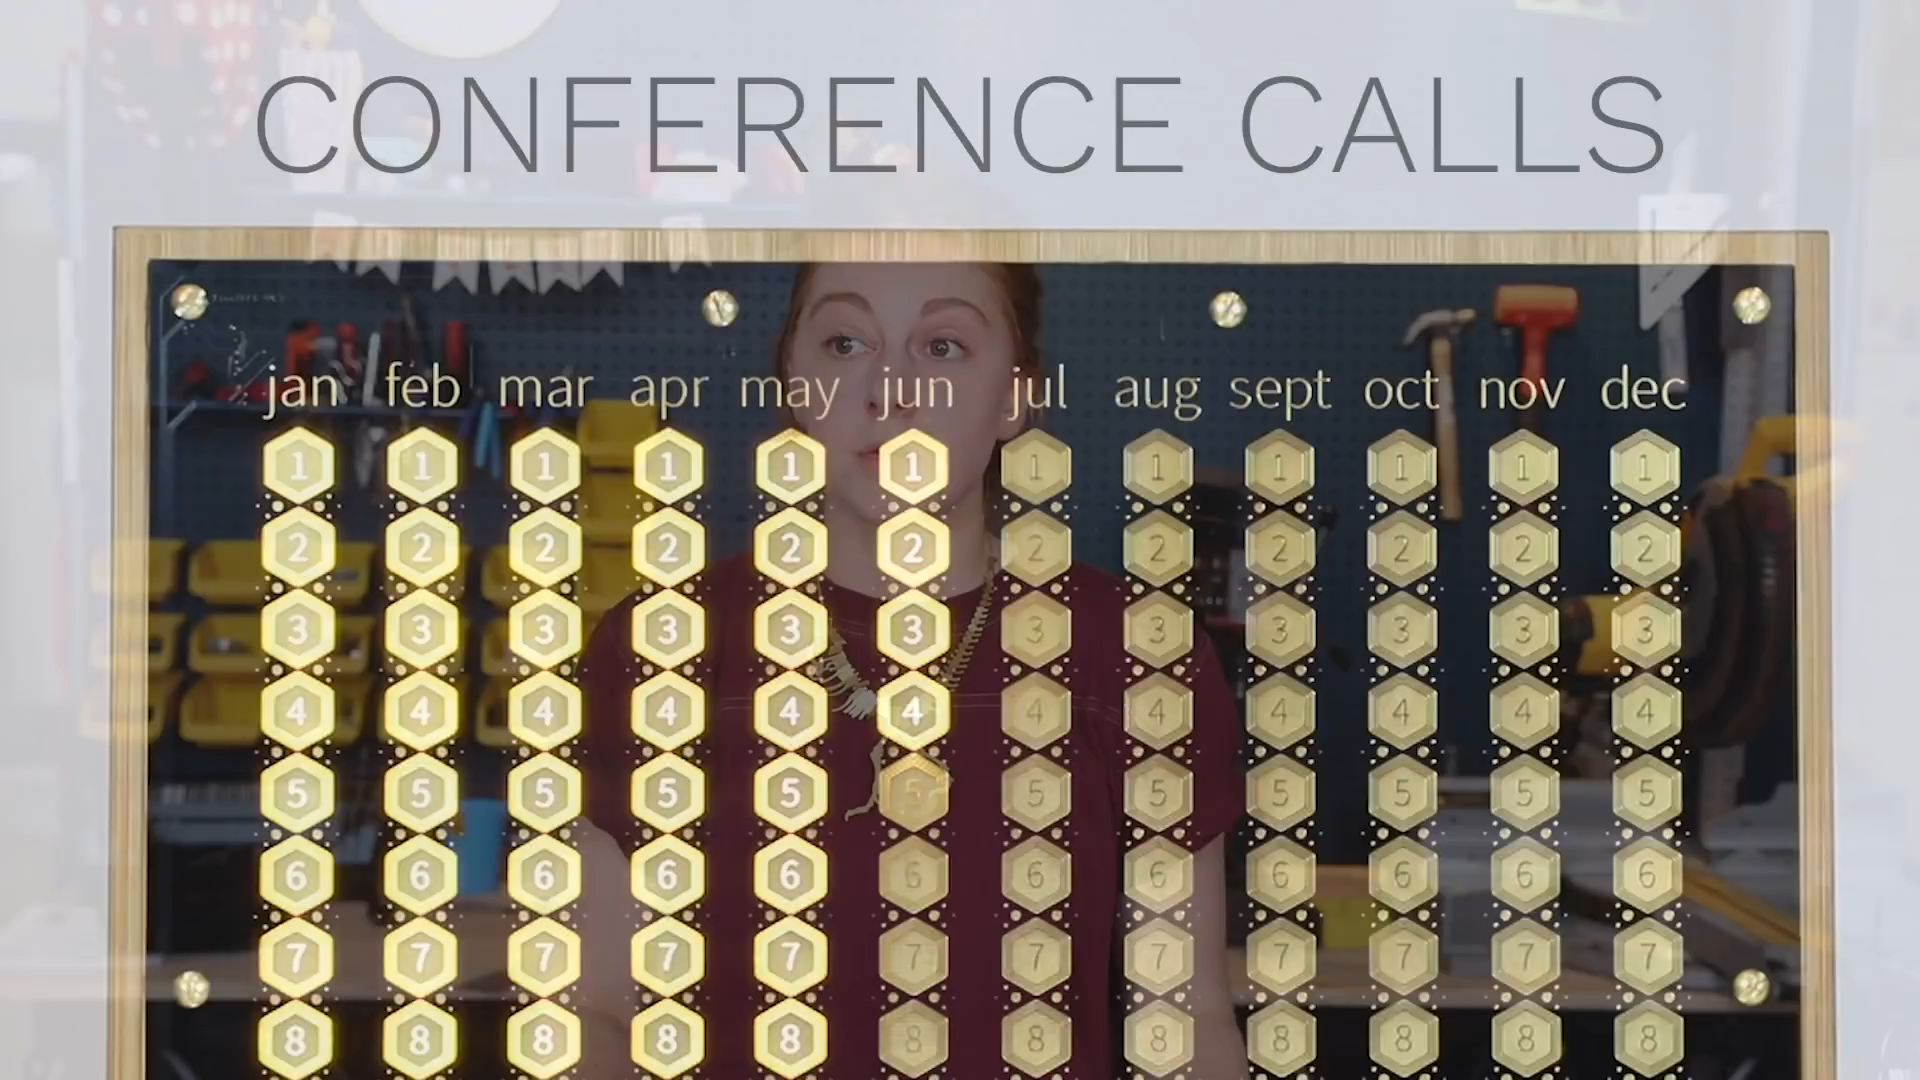 CONFERENCE CALLS
jan feb mar apr may jun jul aug sept oct nov dec
1 1 1 1 1 1 1 1 1 1 1 1
2 2 2 2 2 2 2 2 2 2 2 2
3 3 3 3 3 3 3 3 3 3 3 3
4 4 4 4 4 4 4 4 4 4 4 4
5 5 5 5 5 5 5 5 5 5 5 5
6 6 6 6 6 6 6 6 6 6 6 6
7 7 7 7 7 7 7 7 7 7 7 7
8 8 8 8 8 8 8 8 8 8 8 8